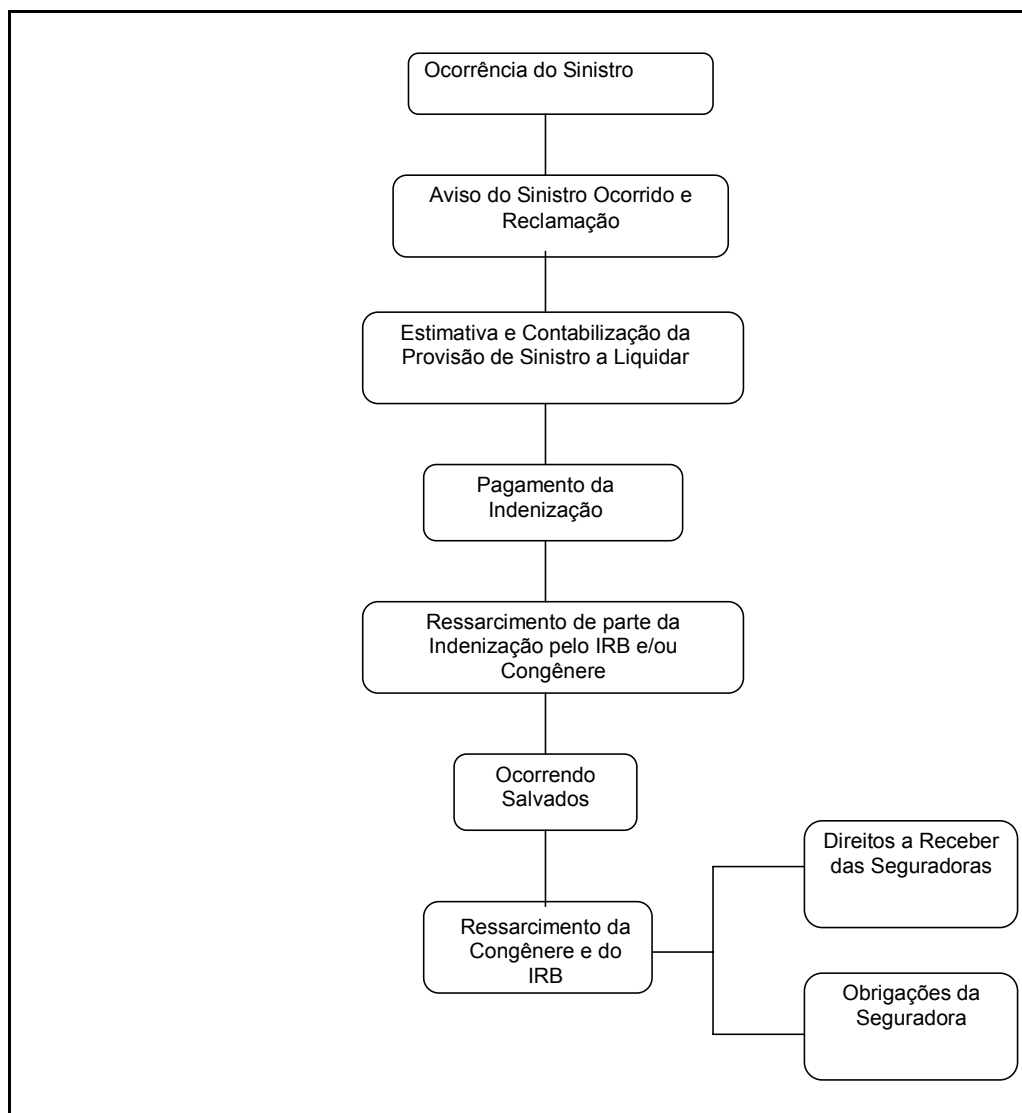 Ocorrência do Sinistro
Aviso do Sinistro Ocorrido e
Reclamação
Estimativa e Contabilização da
Provisão de Sinistro a Liquidar
Pagamento da
Indenização
Ressarcimento de parte da
Indenização pelo IRB e/ou
Congênere
Ocorrendo
Salvados
Ressarcimento da
Congênere e do
IRB
Direitos a Receber
das Seguradoras
Obrigações da
Seguradora